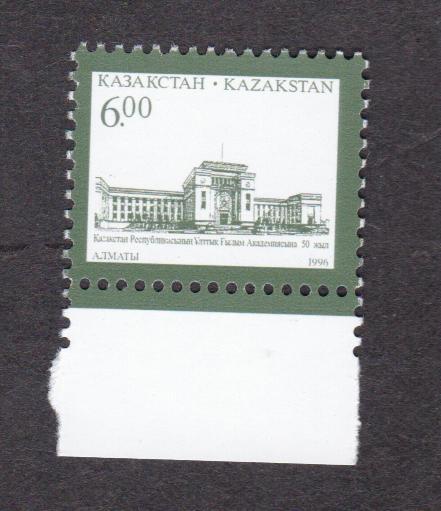 ҚАЗАҚСТАН • KAZAKSTAN
6.00
Қазақстан Республикасының Ұлттық Ғылым Академиясына 50 жыл
АЛМАТЫ 1996